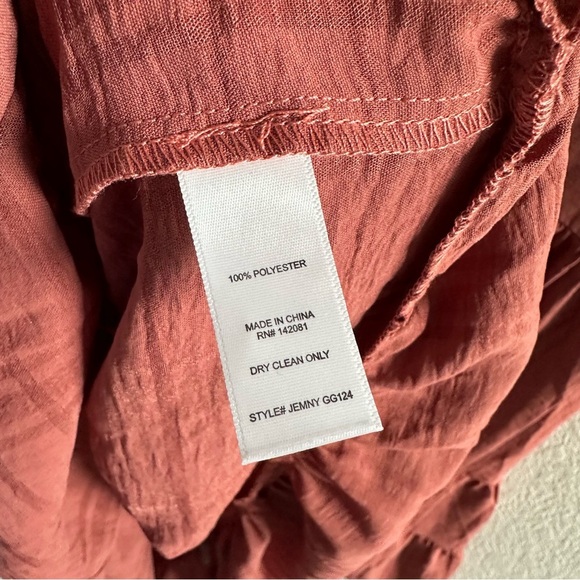 100% POLYESTER
MADE IN CHINA
RN# 142081
DRY CLEAN ONLY
STYLE# JEMNY GG124